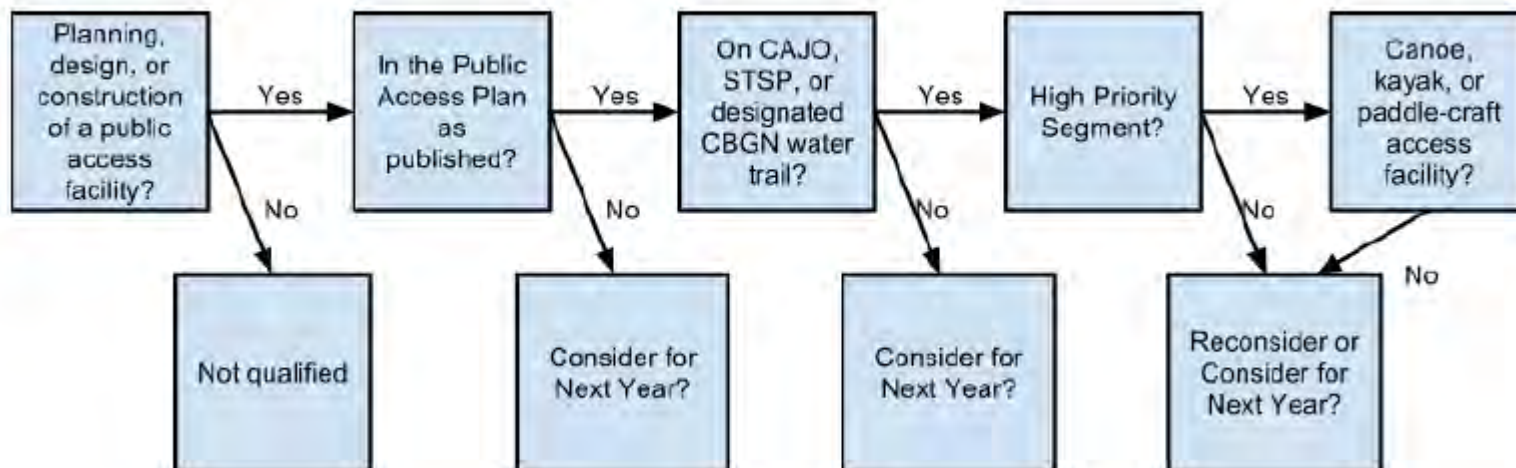 Planning,
design, or
construction
of a public
access
facility?
Yes
No
In the Public
Access Plan
as
published?
Yes
No
On CAJO,
STSP, or
designated
CBGN water
trail?
Yes
No
High Priority
Segment?
Yes
No
Canoe,
kayak, or
paddle-craft
access
facility?
No
Not qualified
Consider for
Next Year?
Consider for
Next Year?
Reconsider or
Consider for
Next Year?